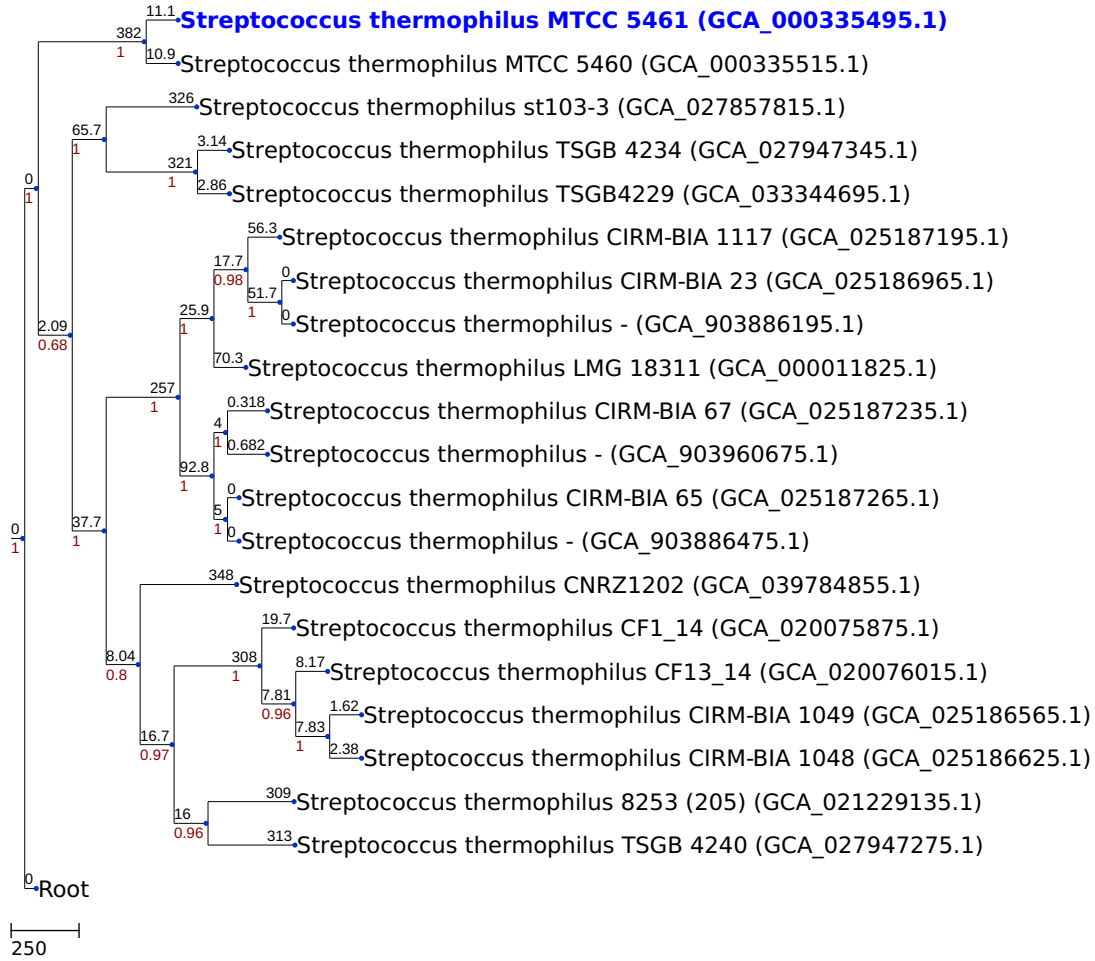 11.1
Streptococcus thermophilus MTCC 5461 (GCA_000335495.1)
382
1
10.9
Streptococcus thermophilus MTCC 5460 (GCA_000335515.1)
326
Streptococcus thermophilus st103-3 (GCA_027857815.1)
65.7
1
3.14
Streptococcus thermophilus TSGB 4234 (GCA_027947345.1)
321
1
2.86
Streptococcus thermophilus TSGB4229 (GCA_033344695.1)
0
1
56.3
Streptococcus thermophilus CIRM-BIA 1117 (GCA_025187195.1)
17.7
0.98
0
Streptococcus thermophilus CIRM-BIA 23 (GCA_025186965.1)
51.7
1
0
Streptococcus thermophilus - (GCA_903886195.1)
25.9
1
2.09
0.68
70.3
Streptococcus thermophilus LMG 18311 (GCA_000011825.1)
257
1
0.318
Streptococcus thermophilus CIRM-BIA 67 (GCA_025187235.1)
4
1
0.682
Streptococcus thermophilus - (GCA_903960675.1)
92.8
1
0
Streptococcus thermophilus CIRM-BIA 65 (GCA_025187265.1)
5
1
0
Streptococcus thermophilus - (GCA_903886475.1)
0
1
37.7
1
348
Streptococcus thermophilus CNRZ1202 (GCA_039784855.1)
19.7
Streptococcus thermophilus CF1_14 (GCA_020075875.1)
308
1
8.04
0.8
8.17
Streptococcus thermophilus CF13_14 (GCA_020076015.1)
7.81
0.96
1.62
Streptococcus thermophilus CIRM-BIA 1049 (GCA_025186565.1)
7.83
1
2.38
Streptococcus thermophilus CIRM-BIA 1048 (GCA_025186625.1)
16.7
0.97
309
Streptococcus thermophilus 8253 (205) (GCA_021229135.1)
16
0.96
313
Streptococcus thermophilus TSGB 4240 (GCA_027947275.1)
0
Root
250